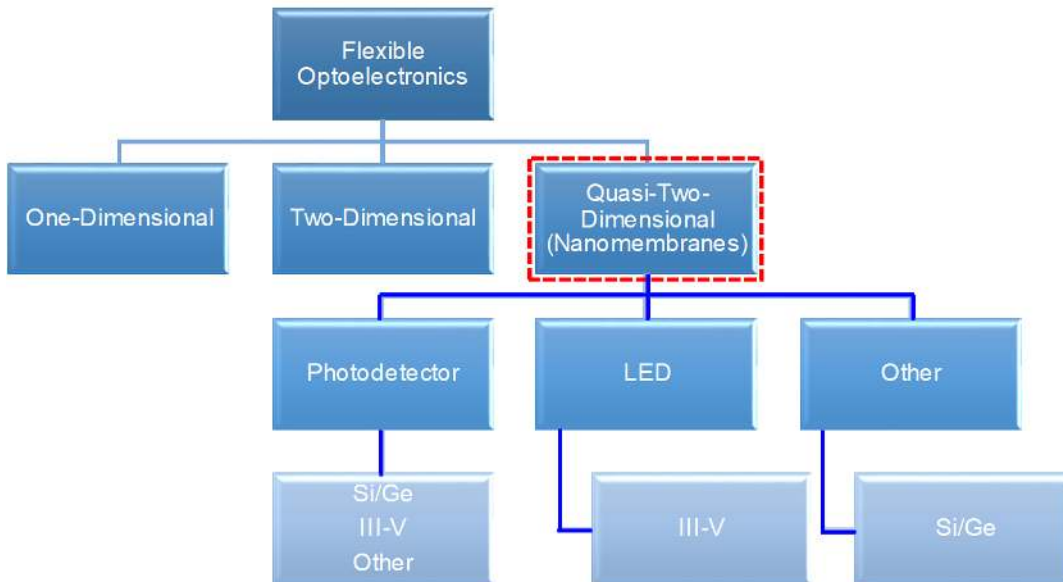 Flexible
Optoelectronics
One-Dimensional
Two-Dimensional
Quasi-Two-
Dimensional
(Nanomembranes)
Photodetector
LED
Other
Si/Ge
III-V
Other
III-V
Si/Ge